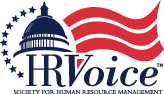 HRVoice™
SOCIETY FOR HUMAN RESOURCE MANAGEMENT